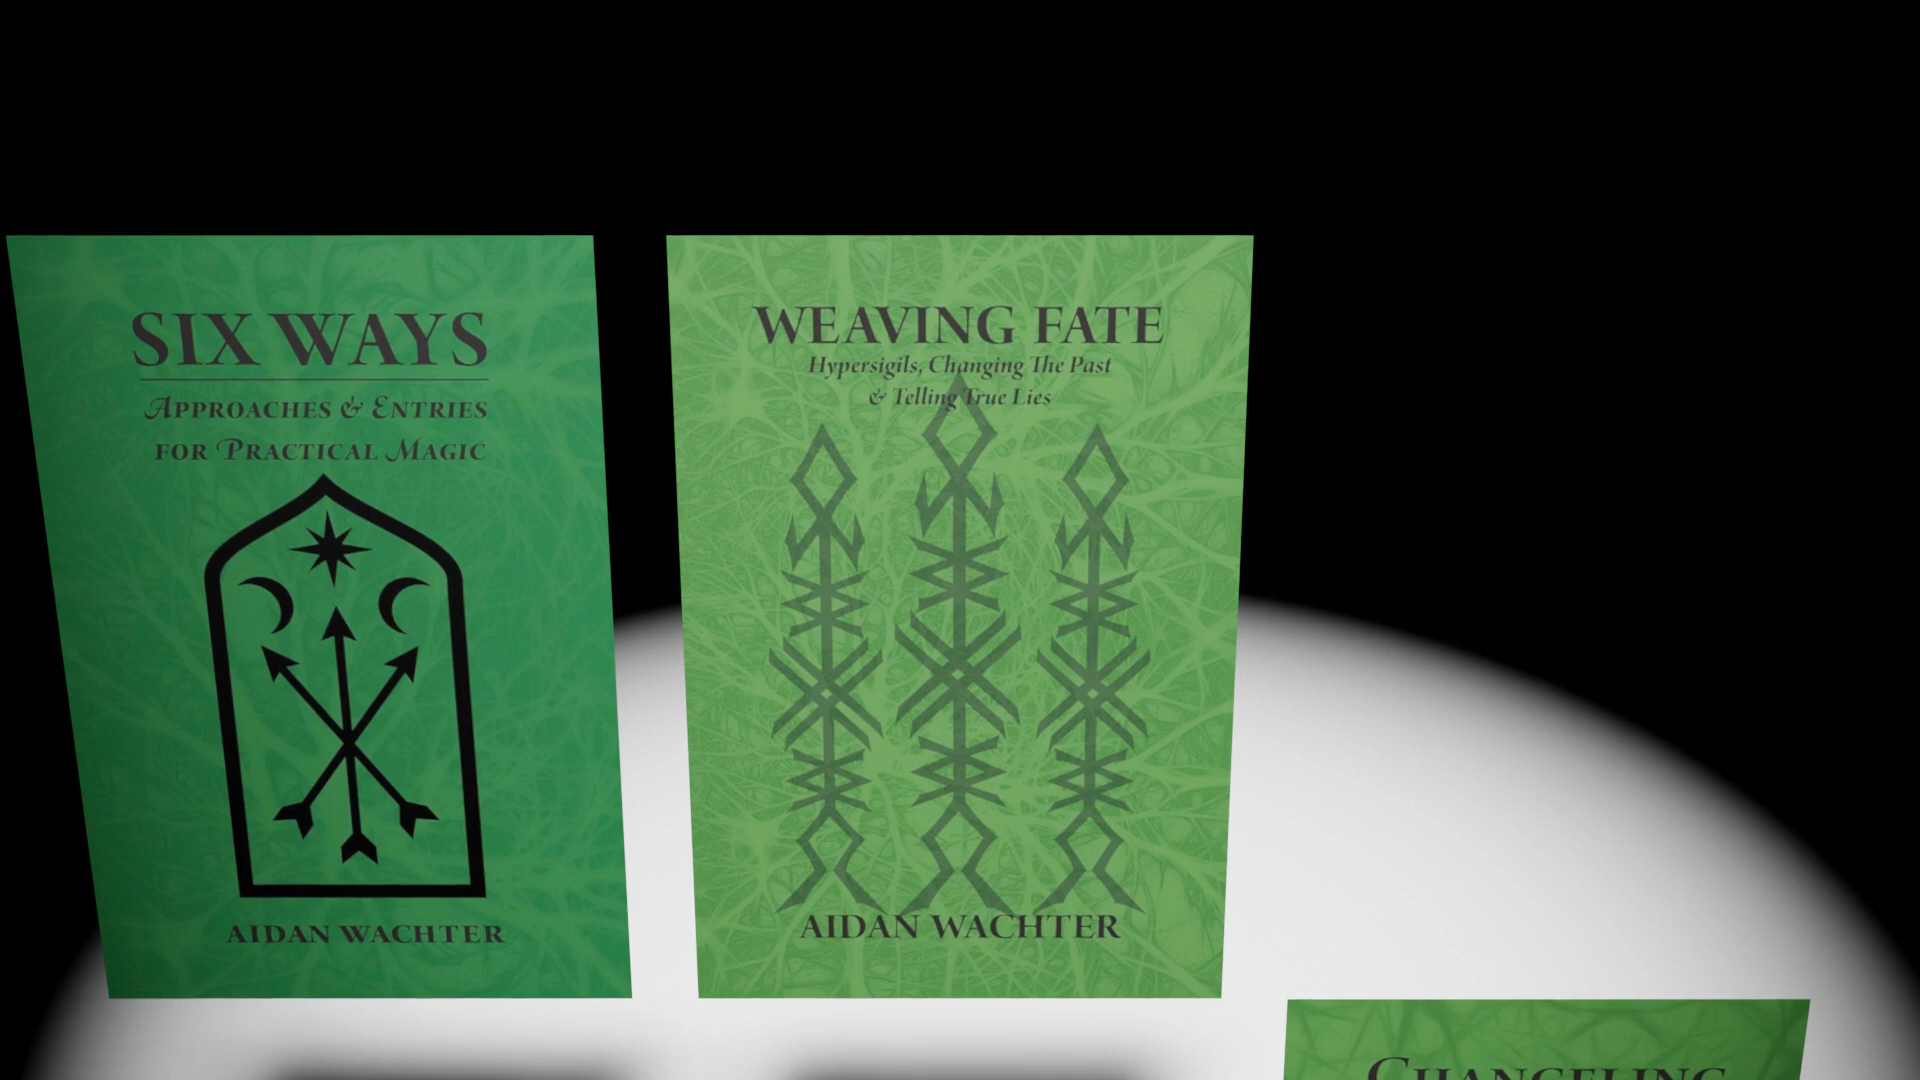 SIX WAYS
APPROACHES & ENTRIES
FOR PRACTICAL MAGIC
AIDAN WACHTER
WEAVING FATE
Hypersigils, Changing The Past
& Telling True Lies
AIDAN WACHTER
CHANGELING